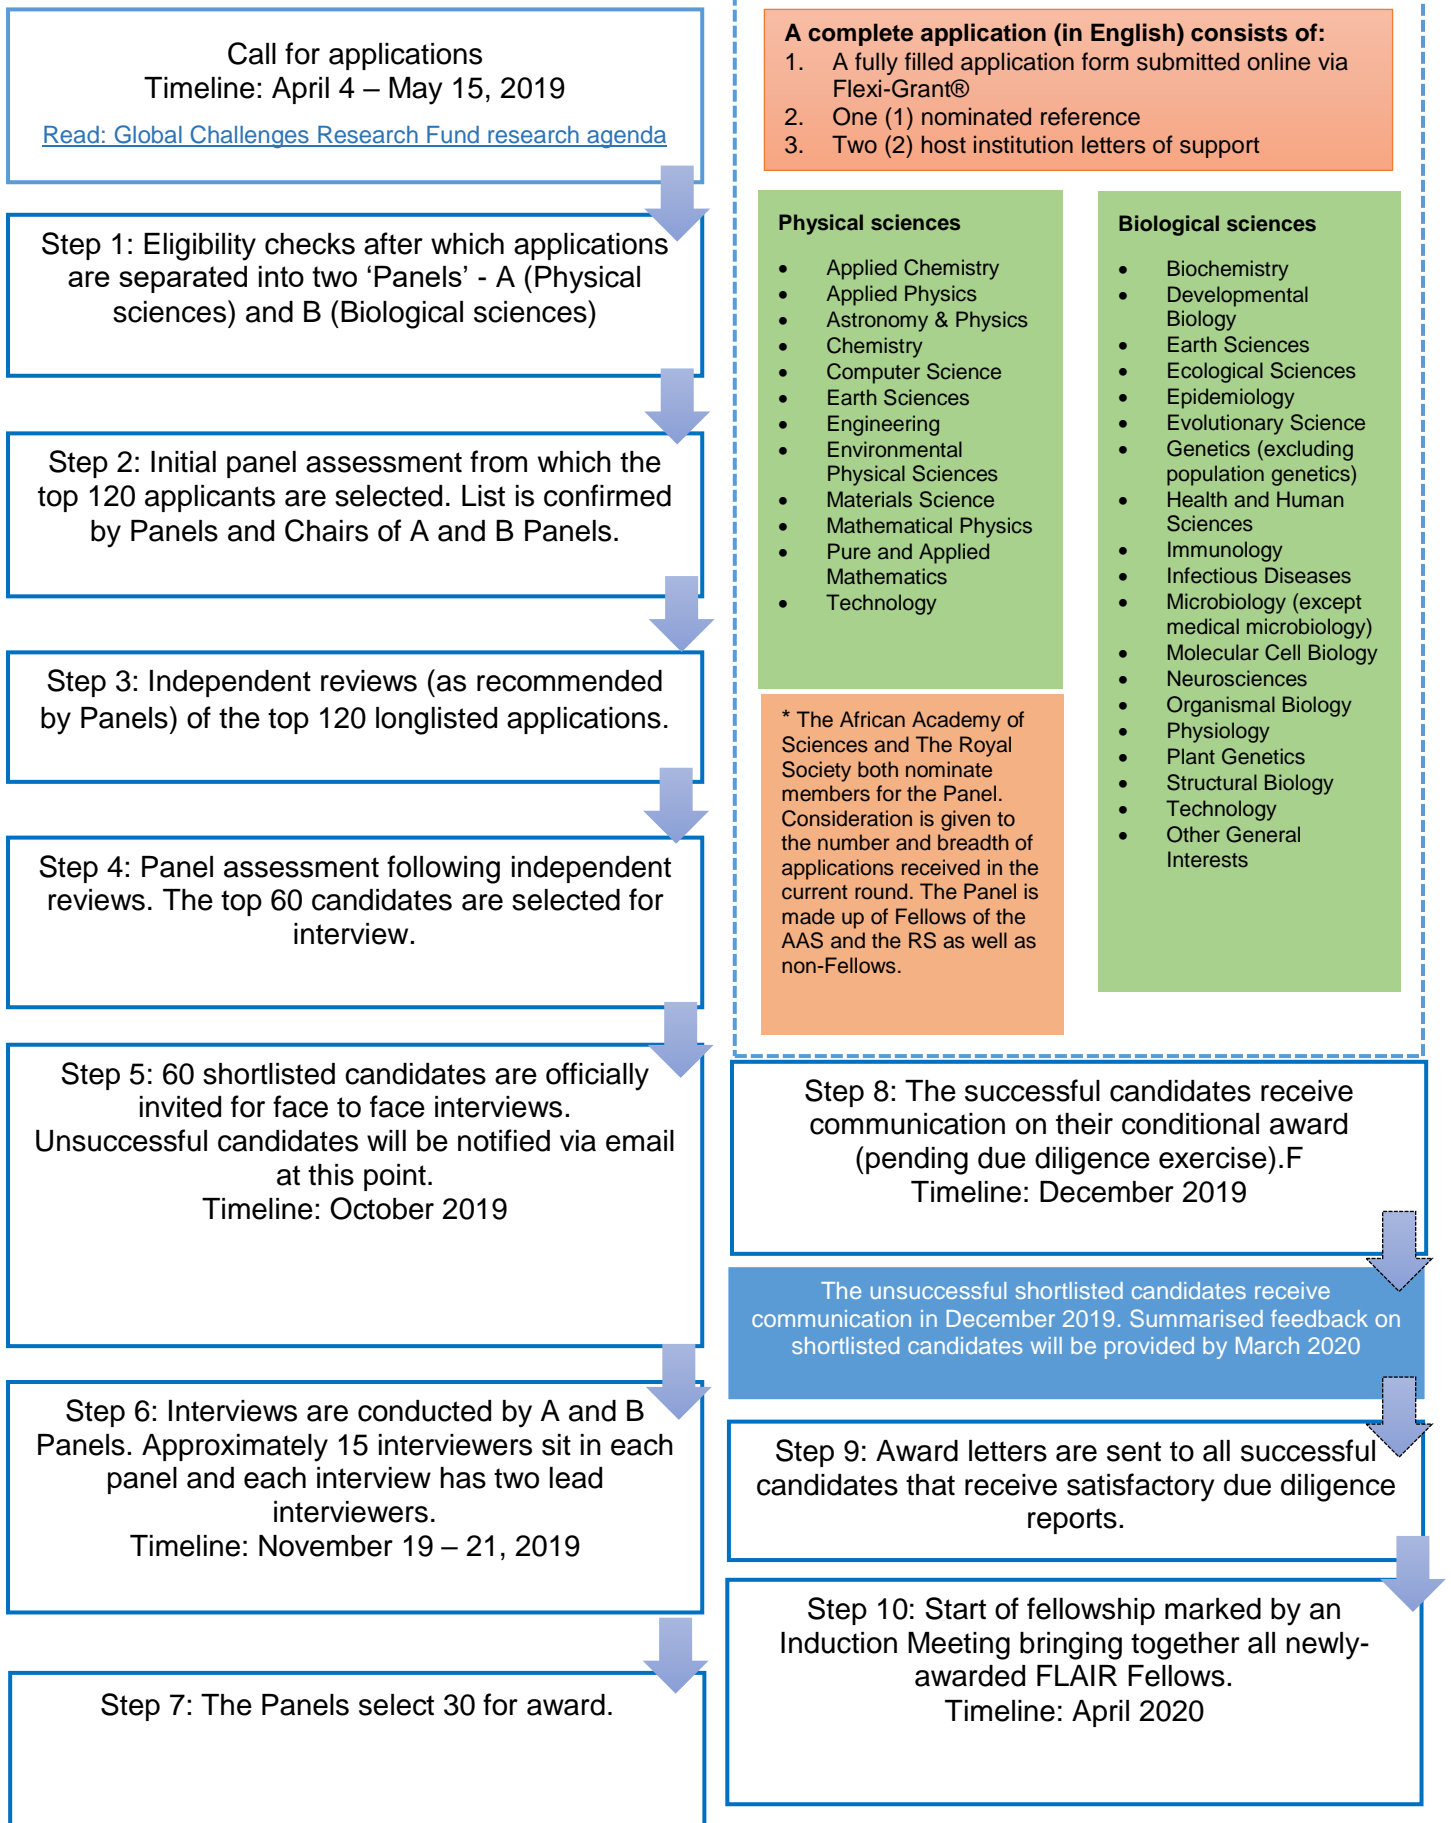 Call for applications
Timeline: April 4 – May 15, 2019
Read: Global Challenges Research Fund research agenda
Step 1: Eligibility checks after which applications
are separated into two ‘Panels’ - A (Physical
sciences) and B (Biological sciences)
Step 2: Initial panel assessment from which the
top 120 applicants are selected. List is confirmed
by Panels and Chairs of A and B Panels.
Step 3: Independent reviews (as recommended
by Panels) of the top 120 longlisted applications.
Step 4: Panel assessment following independent
reviews. The top 60 candidates are selected for
interview.
Step 5: 60 shortlisted candidates are officially
invited for face to face interviews.
Unsuccessful candidates will be notified via email
at this point.
Timeline: October 2019
Step 6: Interviews are conducted by A and B
Panels. Approximately 15 interviewers sit in each
panel and each interview has two lead
interviewers.
Timeline: November 19 – 21, 2019
Step 7: The Panels select 30 for award.
A complete application (in English) consists of:
1. A fully filled application form submitted online via
Flexi-Grant®
2. One (1) nominated reference
3. Two (2) host institution letters of support
Physical sciences
• Applied Chemistry
• Applied Physics
• Astronomy & Physics
• Chemistry
• Computer Science
• Earth Sciences
• Engineering
• Environmental
Physical Sciences
• Materials Science
• Mathematical Physics
• Pure and Applied
Mathematics
• Technology
* The African Academy of
Sciences and The Royal
Society both nominate
members for the Panel.
Consideration is given to
the number and breadth of
applications received in the
current round. The Panel is
made up of Fellows of the
AAS and the RS as well as
non-Fellows.
Biological sciences
• Biochemistry
• Developmental
Biology
• Earth Sciences
• Ecological Sciences
• Epidemiology
• Evolutionary Science
• Genetics (excluding
population genetics)
• Health and Human
Sciences
• Immunology
• Infectious Diseases
• Microbiology (except
medical microbiology)
• Molecular Cell Biology
• Neurosciences
• Organismal Biology
• Physiology
• Plant Genetics
• Structural Biology
• Technology
• Other General
Interests
Step 8: The successful candidates receive
communication on their conditional award
(pending due diligence exercise).F
Timeline: December 2019
The unsuccessful shortlisted candidates receive
communication in December 2019. Summarised feedback on
shortlisted candidates will be provided by March 2020
Step 9: Award letters are sent to all successful
candidates that receive satisfactory due diligence
reports.
Step 10: Start of fellowship marked by an
Induction Meeting bringing together all newly-
awarded FLAIR Fellows.
Timeline: April 2020